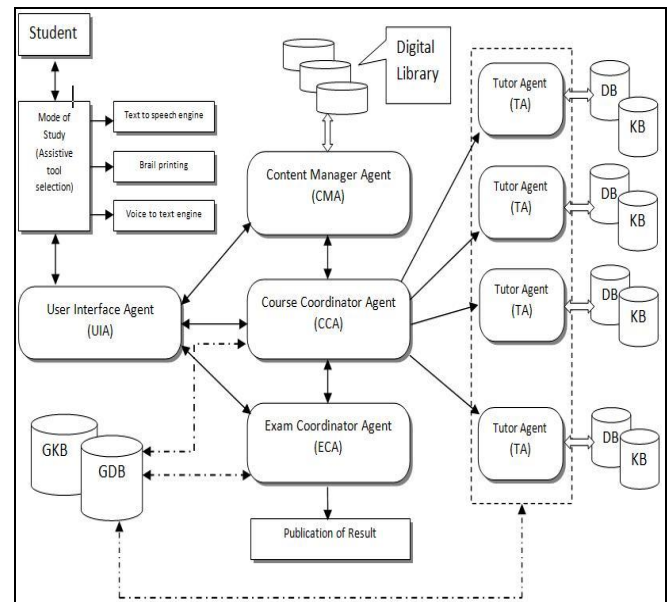 Student
Mode of
Study
(Assistive
tool
selection)
Text to speech engine
Brail printing
Voice to text engine
Digital
Library
Content Manager Agent
(CMA)
User Interface Agent
(UIA)
Course Coordinator Agent
(CCA)
Exam Coordinator Agent
(ECA)
GKB
GDB
Publication of Result
Tutor Agent
(TA)
DB
KB
Tutor Agent
(TA)
DB
KB
Tutor Agent
(TA)
DB
KB
Tutor Agent
(TA)
DB
KB